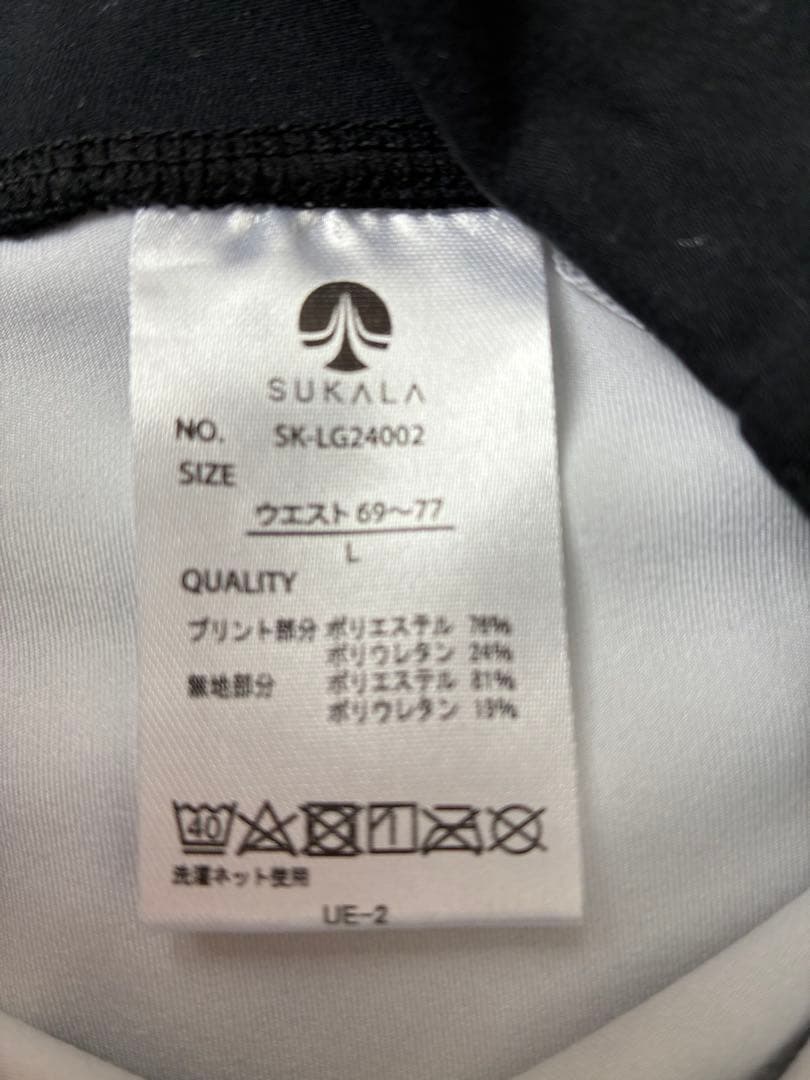 SUKALA
NO. SK-LG24002
SIZE
ウエスト 69〜77
L
QUALITY
プリント部分 ポリエステル 76%
ポリウレタン 24%
無地部分 ポリエステル 81%
ポリウレタン 19%
40
洗濯ネット使用
UE-2